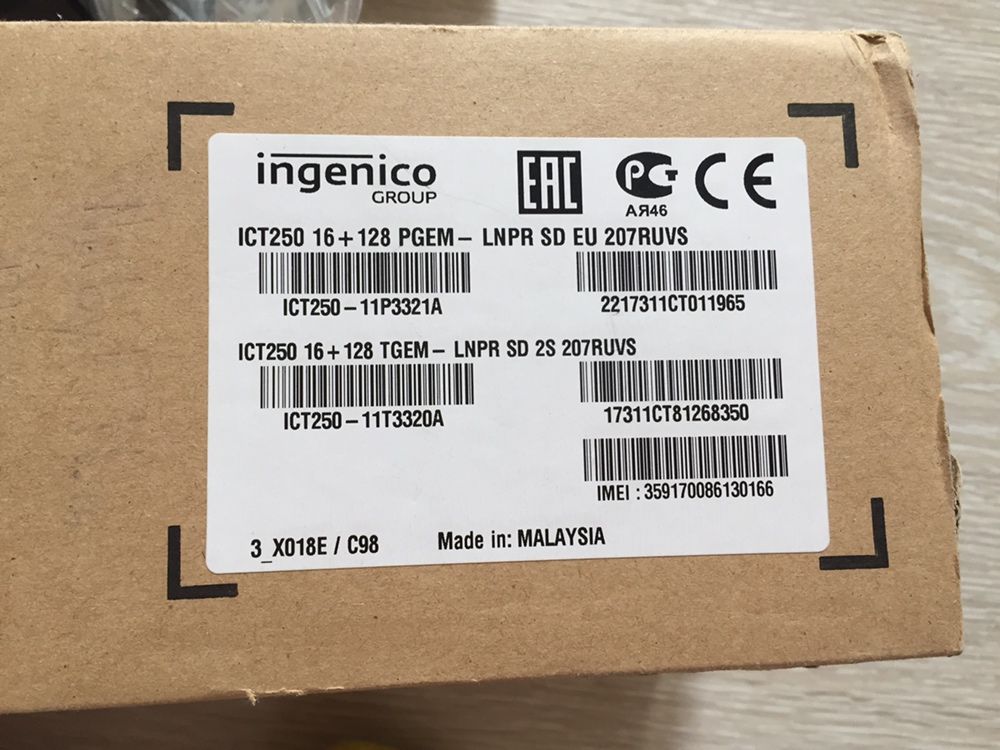 ingenico
GROUP
EAC
РСТ
АЯ46
CE
ICT250 16+128 PGEM– LNPR SD EU 207RUVS
ICT250–11P3321A
2217311CT011965
ICT250 16+128 TGEM– LNPR SD 2S 207RUVS
ICT250–11T3320A
17311CT81268350
IMEI : 359170086130166
3_X018E / C98
Made in: MALAYSIA